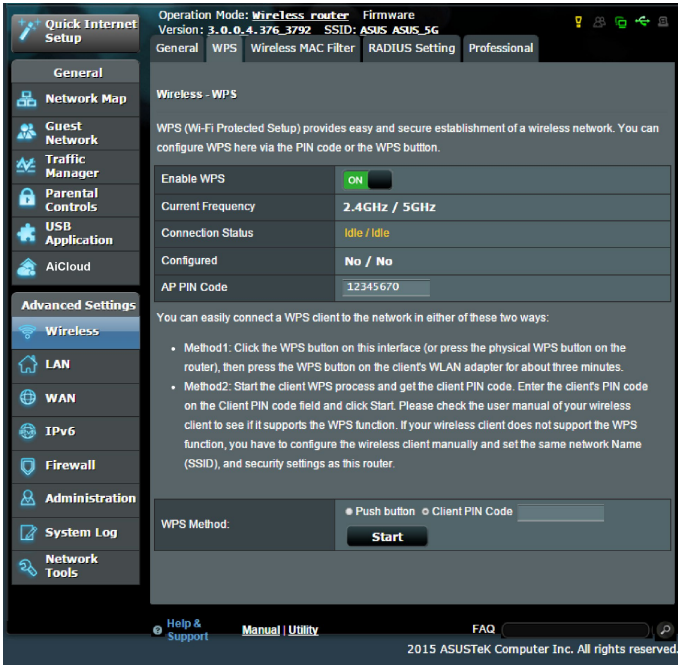 Quick Internet
Setup
Operation Mode: Wireless router Firmware
Version: 3.0.0.4.376_3792 SSID: ASUS ASUS_5G
General WPS Wireless MAC Filter RADIUS Setting Professional
General
Network Map
Guest
Network
Traffic
Manager
Parental
Controls
USB
Application
AiCloud
Advanced Settings
Wireless
LAN
WAN
IPv6
Firewall
Administration
System Log
Network
Tools
Wireless - WPS
WPS (Wi-Fi Protected Setup) provides easy and secure establishment of a wireless network. You can
configure WPS here via the PIN code or the WPS buttton.
Enable WPS ON
Current Frequency 2.4GHz / 5GHz
Connection Status Idle / Idle
Configured No / No
AP PIN Code 12345670
You can easily connect a WPS client to the network in either of these two ways:
• Method1: Click the WPS button on this interface (or press the physical WPS button on the
router), then press the WPS button on the client's WLAN adapter for about three minutes.
• Method2: Start the client WPS process and get the client PIN code. Enter the client's PIN code
on the Client PIN code field and click Start. Please check the user manual of your wireless
client to see if it supports the WPS function. If your wireless client does not support the WPS
function, you have to configure the wireless client manually and set the same network Name
(SSID), and security settings as this router.
WPS Method: Push button Client PIN Code
Start
Help &
Support
Manual | Utility
FAQ
2015 ASUSTeK Computer Inc. All rights reserved.